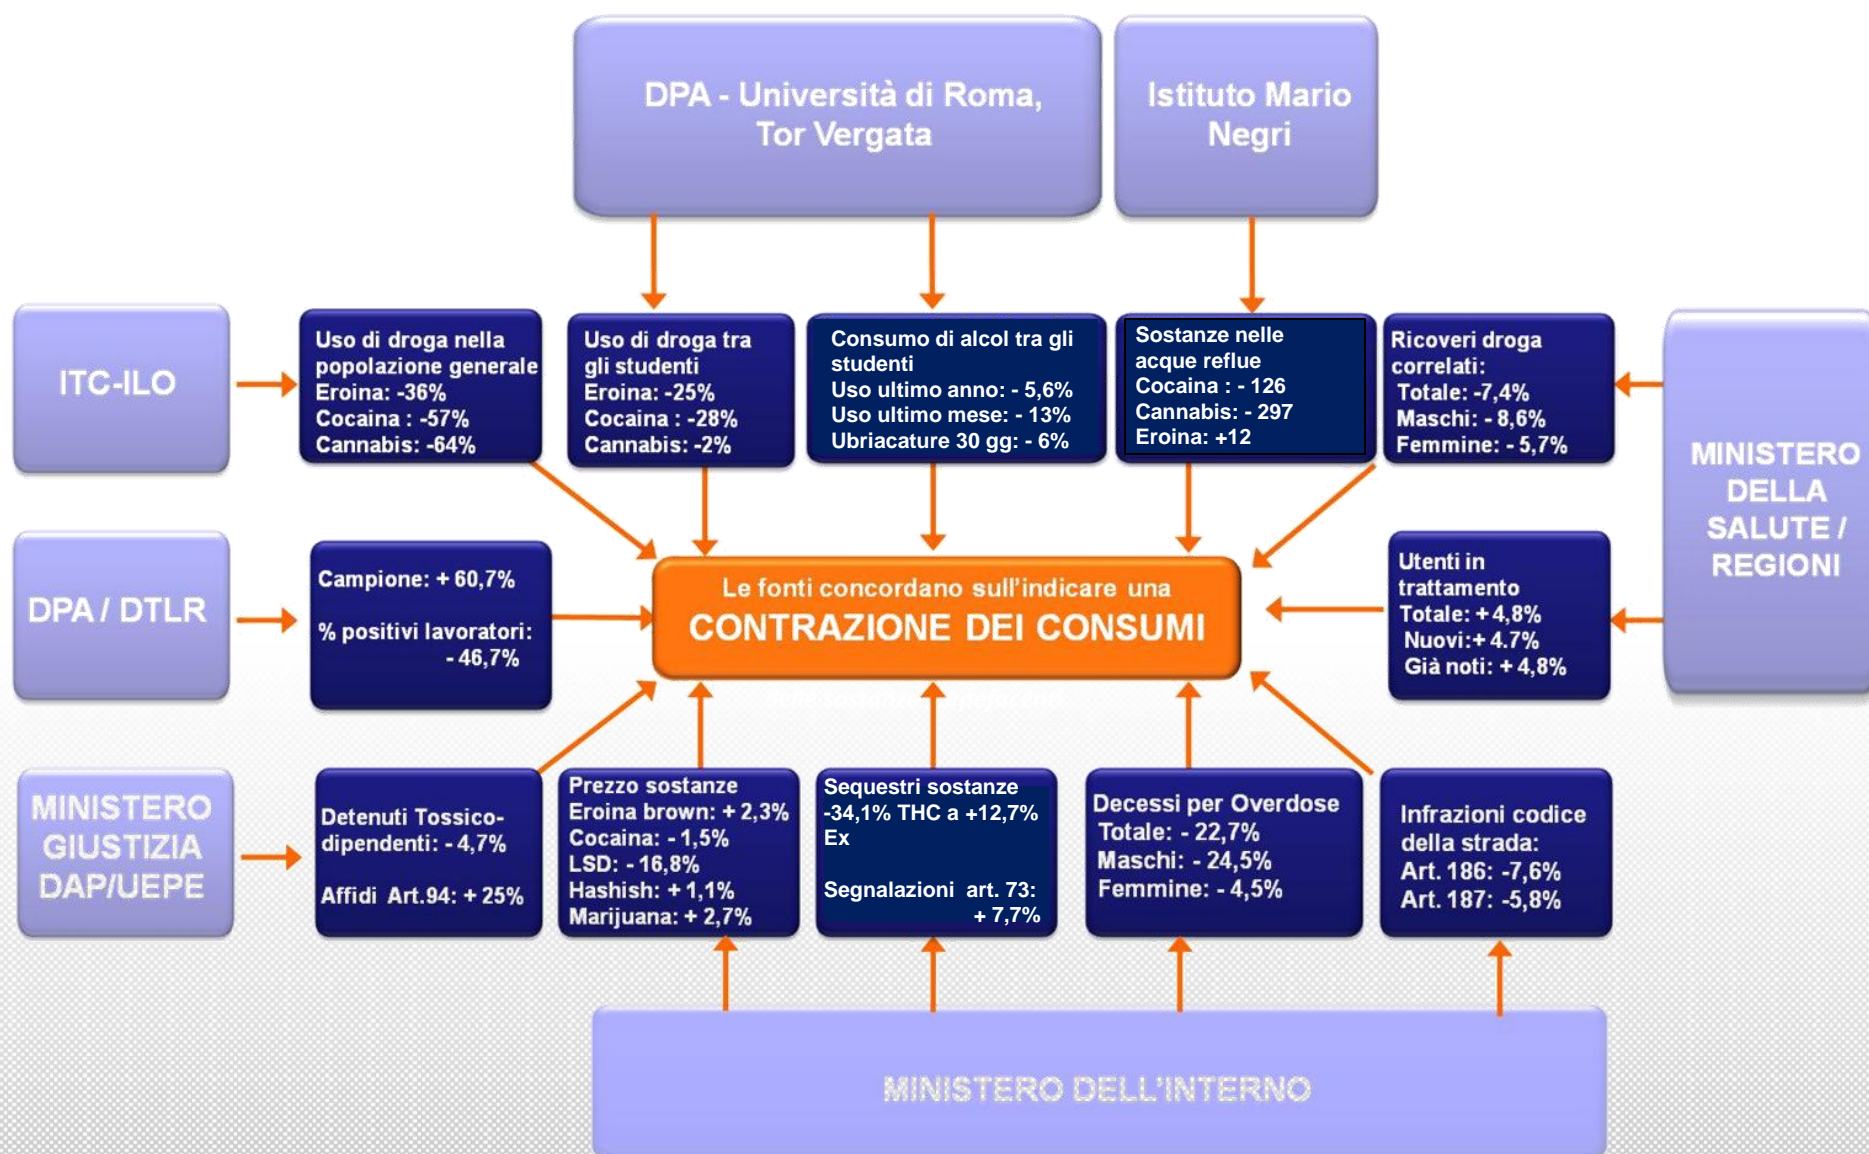 DPA - Università di Roma,
Tor Vergata
Istituto Mario
Negri
ITC-ILO
Uso di droga nella
popolazione generale
Eroina: -36%
Cocaina : -57%
Cannabis: -64%
Uso di droga tra
gli studenti
Eroina: -25%
Cocaina : -28%
Cannabis: -2%
Consumo di alcol tra gli
studenti
Uso ultimo anno: - 5,6%
Uso ultimo mese: - 13%
Ubriacature 30 gg: - 6%
Sostanze nelle
acque reflue
Cocaina : - 126
Cannabis: - 297
Eroina: +12
Ricoveri droga
correlati:
Totale: -7,4%
Maschi: - 8,6%
Femmine: - 5,7%
MINISTERO
DELLA
SALUTE /
REGIONI
DPA / DTLR
Campione: + 60,7%
% positivi lavoratori:
- 46,7%
Le fonti concordano sull'indicare una
CONTRAZIONE DEI CONSUMI
Utenti in
trattamento
Totale: + 4,8%
Nuovi:+ 4.7%
Già noti: + 4,8%
MINISTERO
GIUSTIZIA
DAP/UEPE
Detenuti Tossico-
dipendenti: - 4,7%
Affidi Art.94: + 25%
Prezzo sostanze
Eroina brown: + 2,3%
Cocaina: - 1,5%
LSD: - 16,8%
Hashish: + 1,1%
Marijuana: + 2,7%
Sequestri sostanze
-34,1% THC a +12,7%
Ex
Segnalazioni art. 73:
+ 7,7%
Decessi per Overdose
Totale: - 22,7%
Maschi: - 24,5%
Femmine: - 4,5%
Infrazioni codice
della strada:
Art. 186: -7,6%
Art. 187: -5,8%
MINISTERO DELL'INTERNO